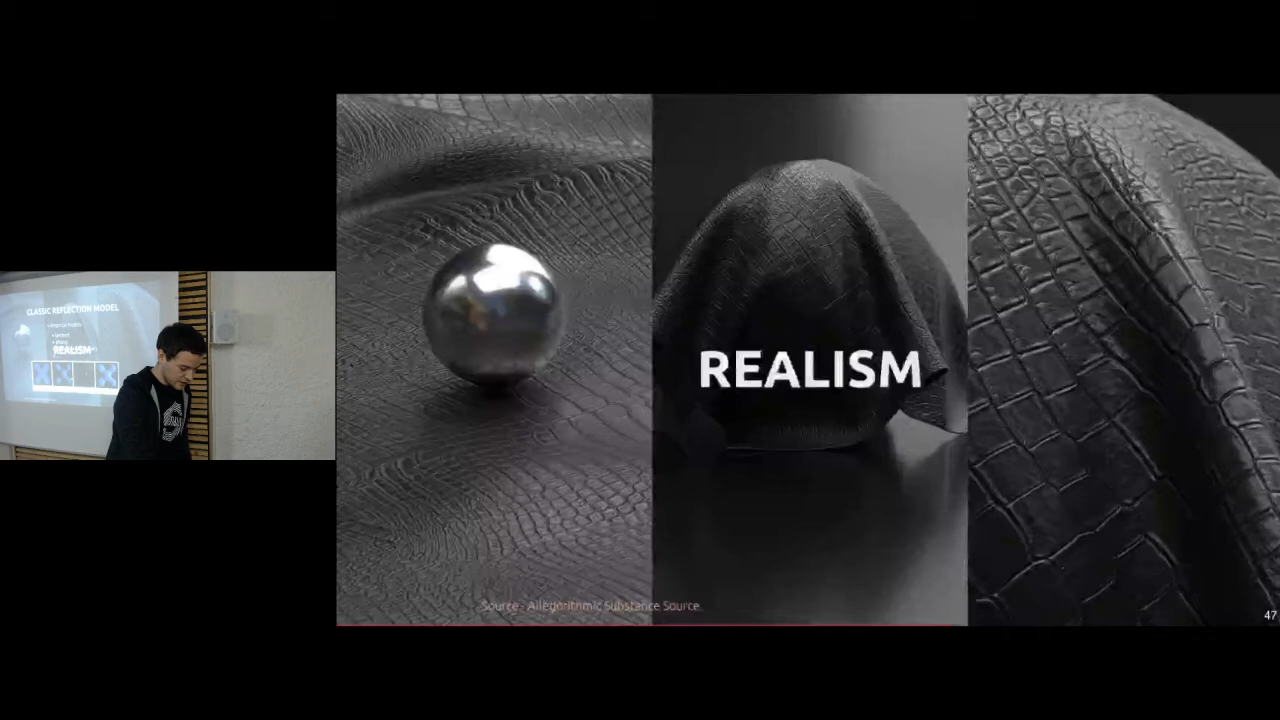 CLASSIC REFLECTION MODEL
REALISM
REALISM
Source - Allegorithmic Substance Source
47